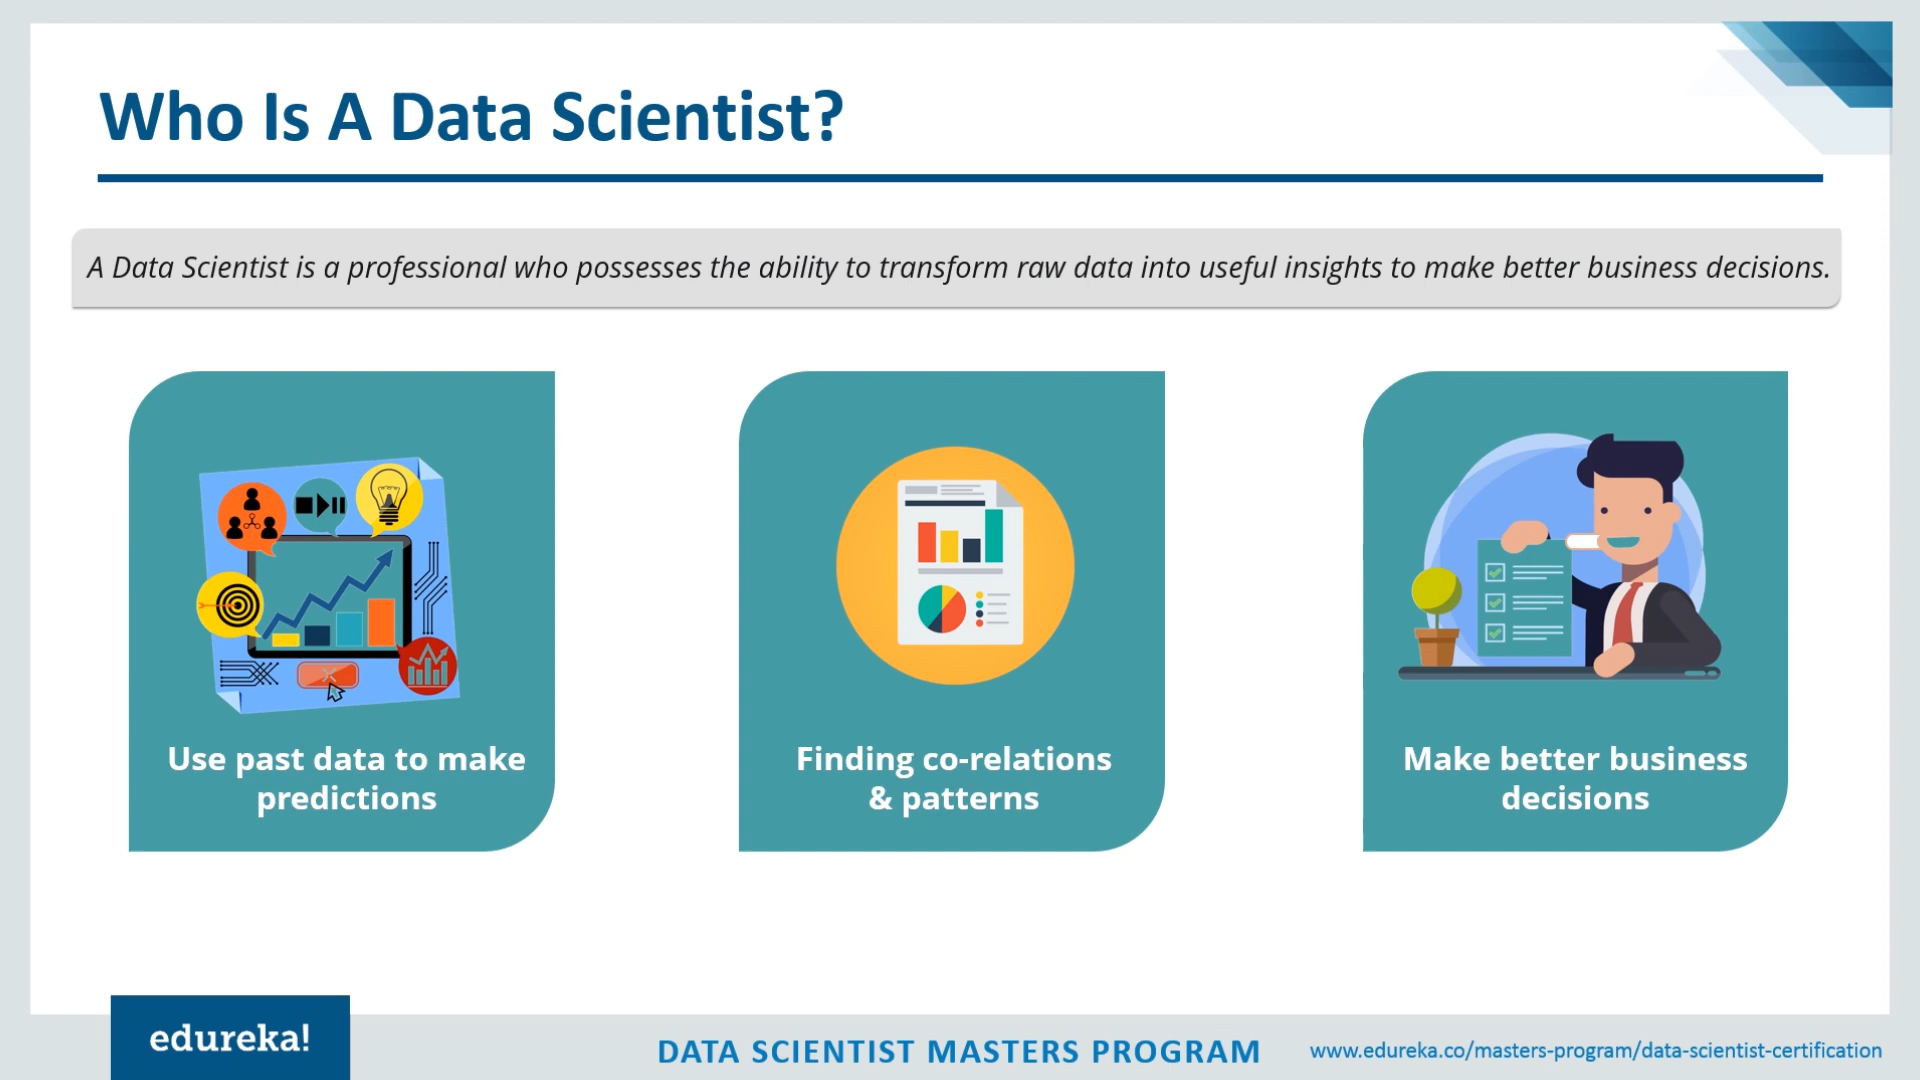 Who Is A Data Scientist?
A Data Scientist is a professional who possesses the ability to transform raw data into useful insights to make better business decisions.
Use past data to make
predictions
Finding co-relations
& patterns
Make better business
decisions
edureka!
DATA SCIENTIST MASTERS PROGRAM
www.edureka.co/masters-program/data-scientist-certification